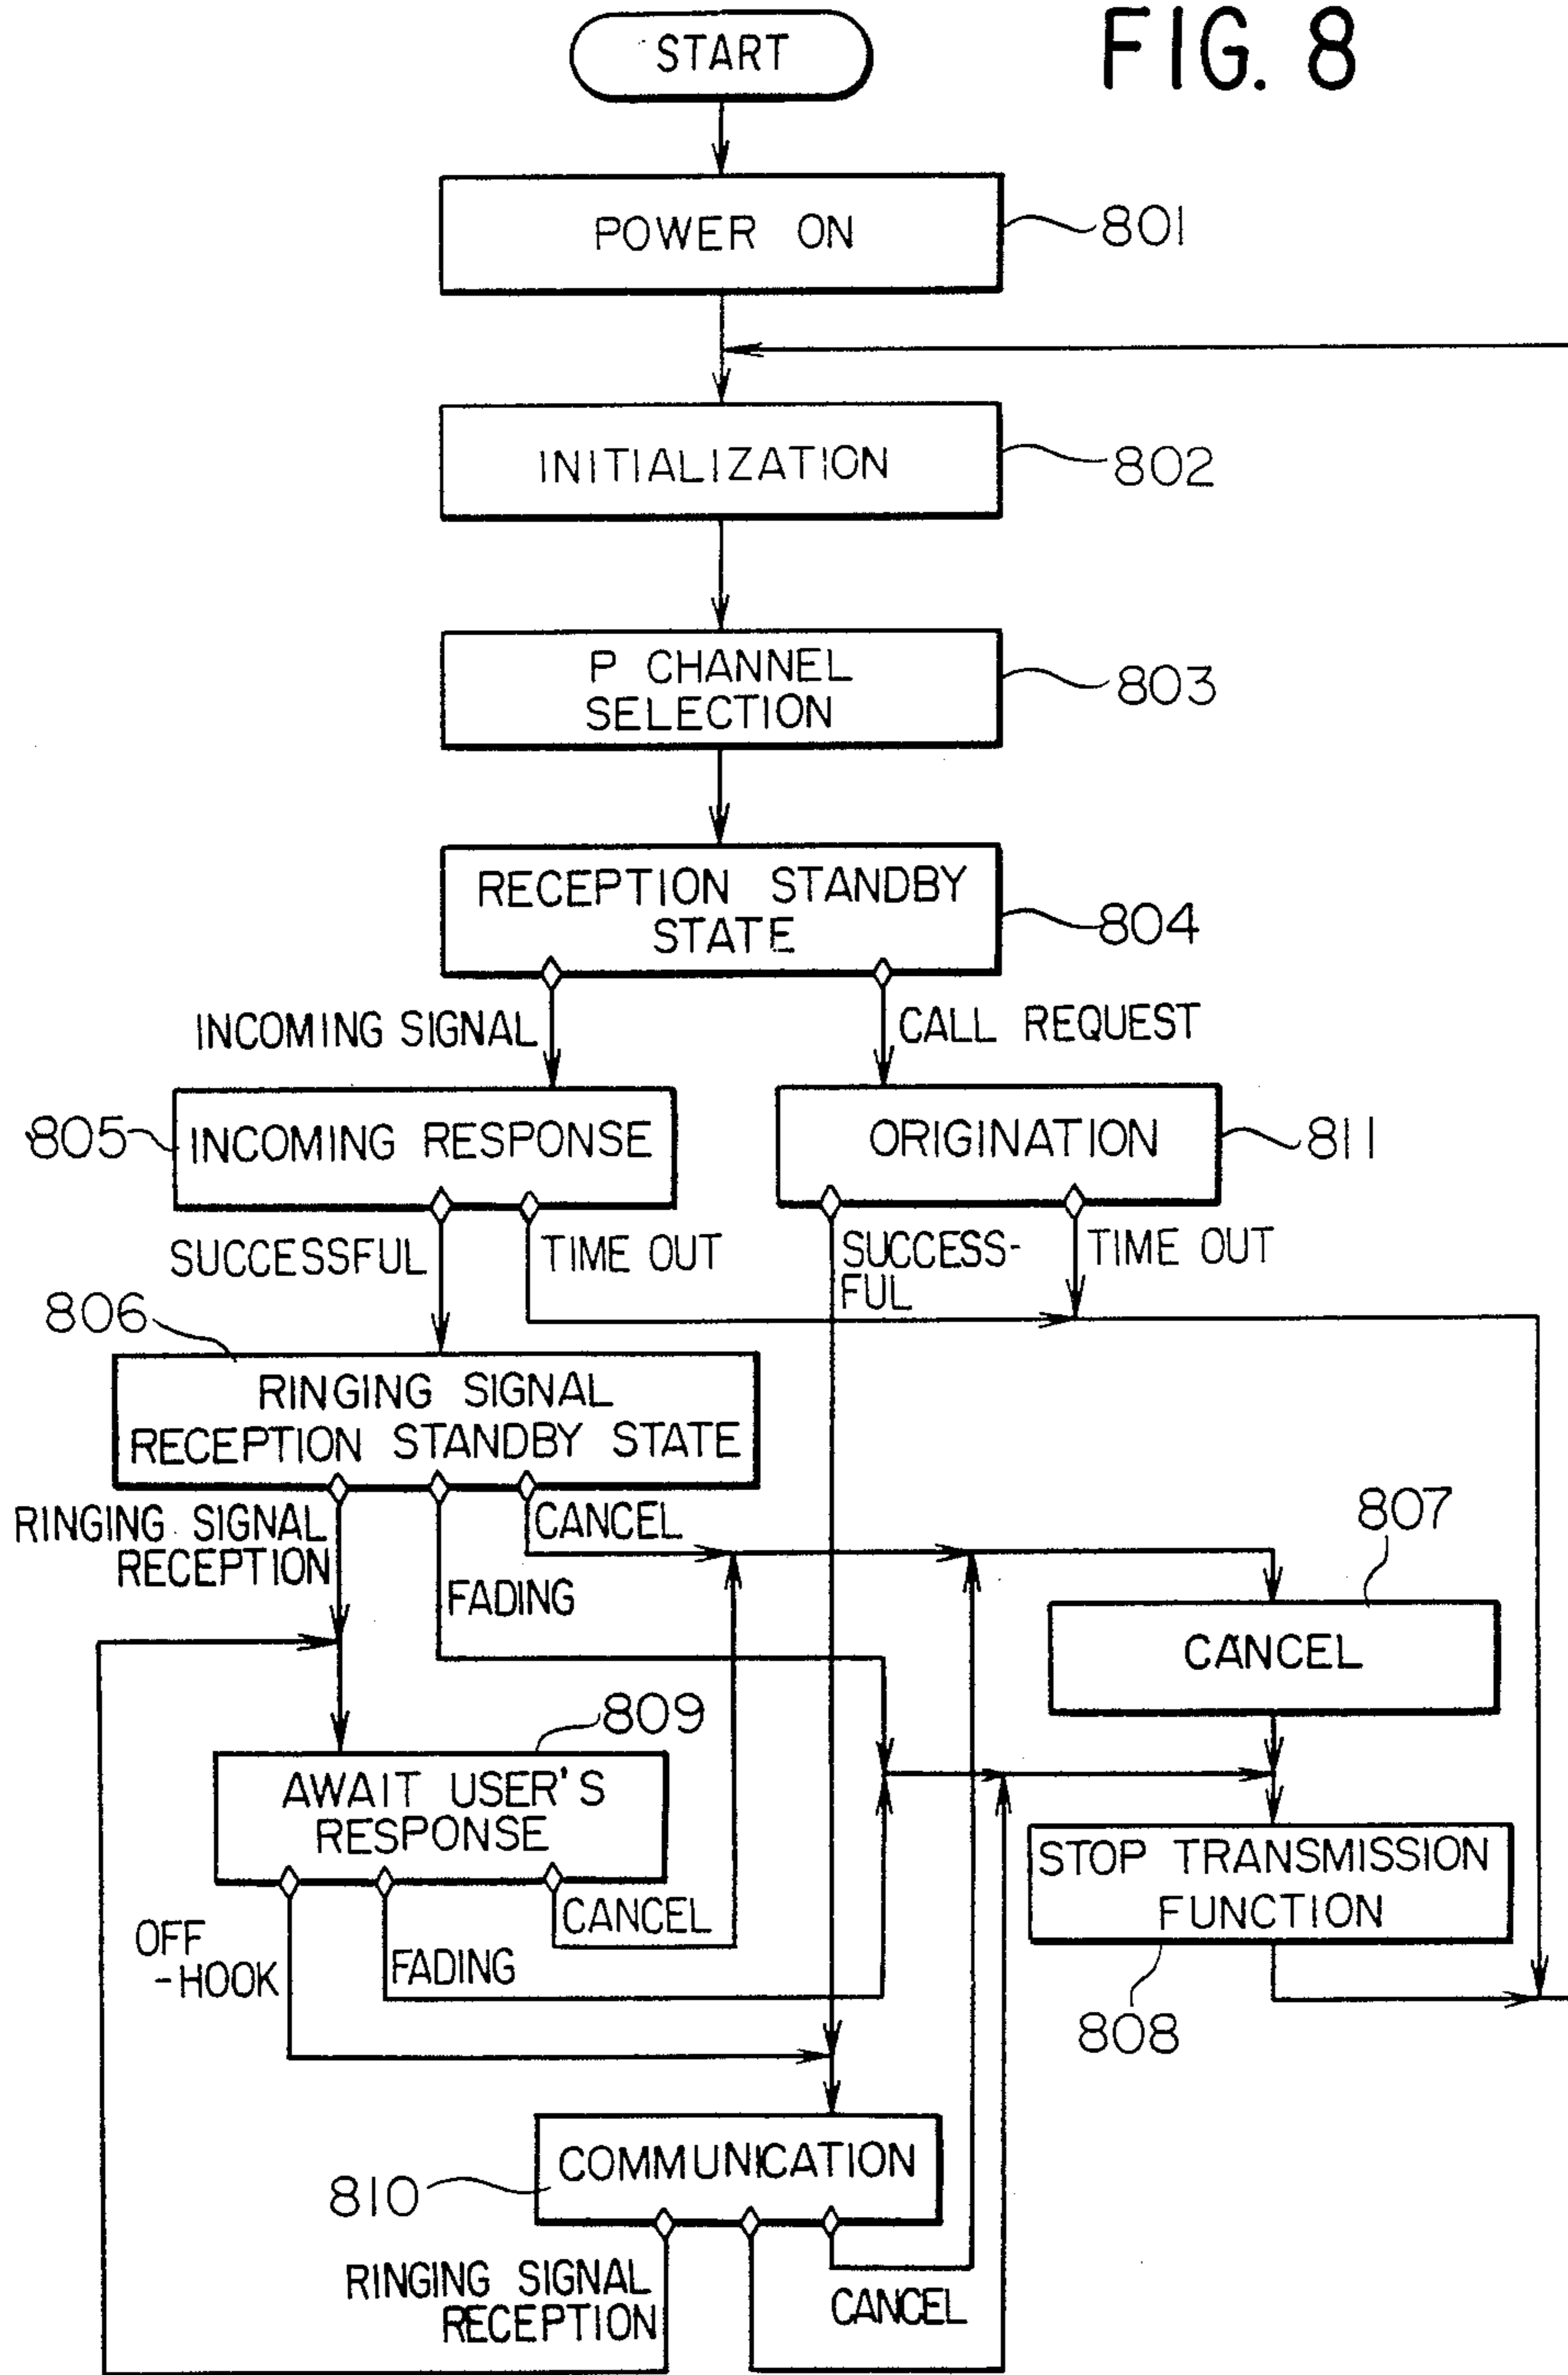 FIG. 8
START
POWER ON
801
INITIALIZATION
802
P CHANNEL
SELECTION
803
RECEPTION STANDBY
STATE
804
INCOMING SIGNAL
CALL REQUEST
805
INCOMING RESPONSE
ORIGINATION
811
SUCCESSFUL
TIME OUT
SUCCESS-
FUL
TIME OUT
806
RINGING SIGNAL
RECEPTION STANDBY STATE
RINGING SIGNAL
RECEPTION
FADING
CANCEL
807
CANCEL
809
AWAIT USER'S
RESPONSE
STOP TRANSMISSION
FUNCTION
808
OFF
-HOOK
FADING
CANCEL
COMMUNICATION
810
RINGING SIGNAL
RECEPTION
CANCEL